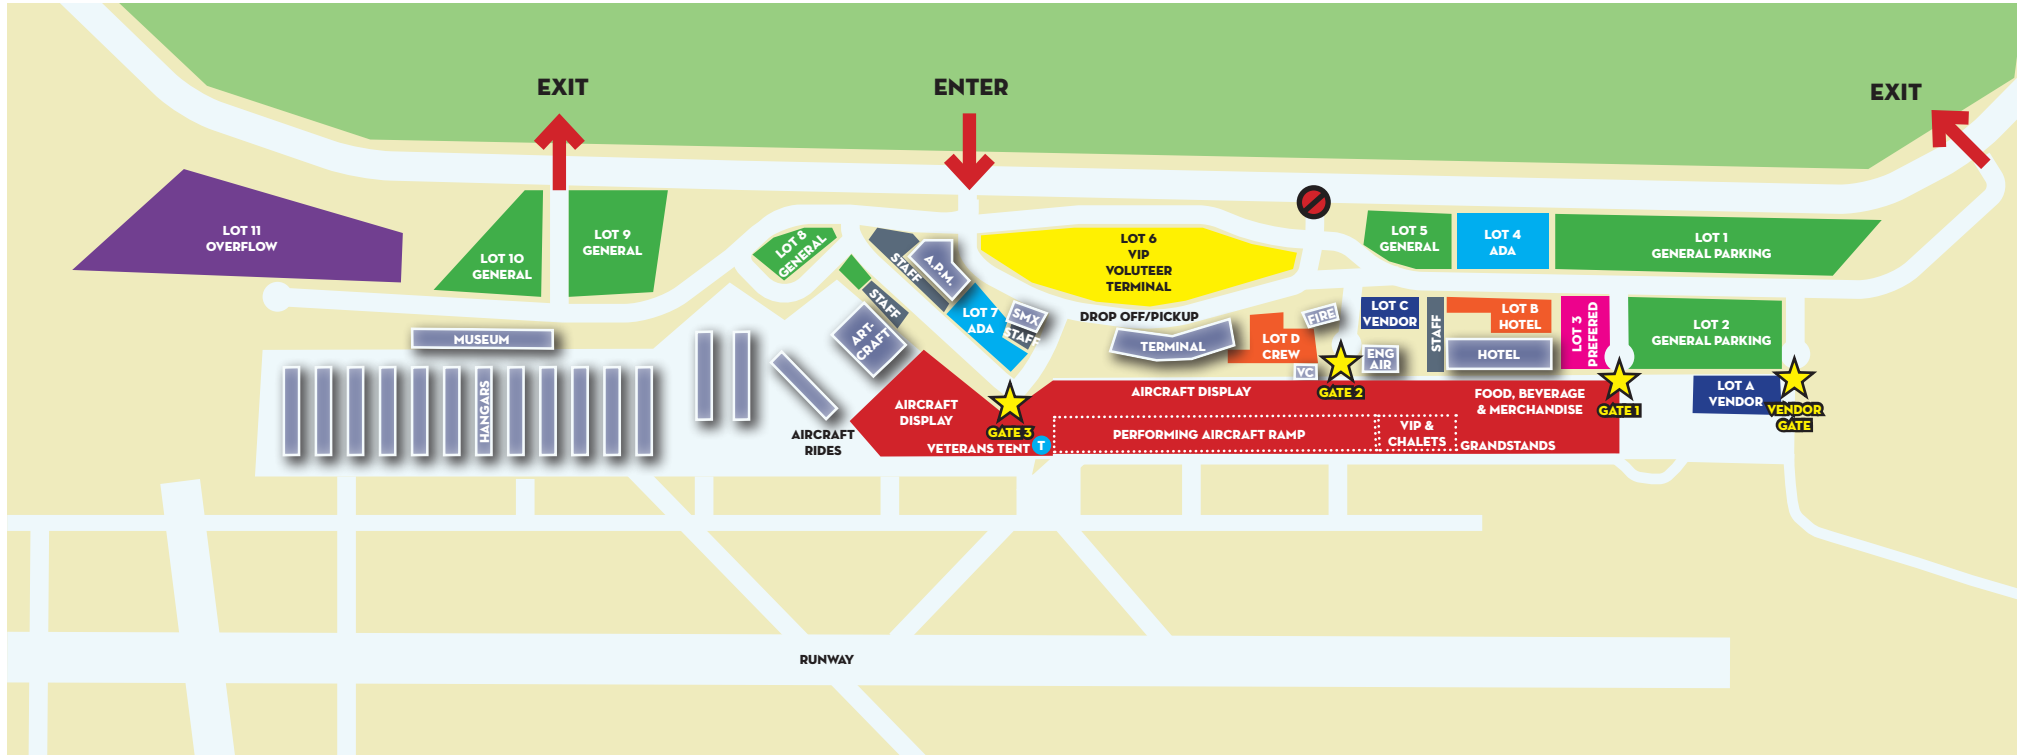 EXIT
ENTER
EXIT
LOT 11
OVERFLOW
LOT 10
GENERAL
LOT 9
GENERAL
LOT 8
GENERAL
STAFF
A.P.M.
STAFF
LOT 7
ADA
SMX
STAFF
ART-
CRAFT
LOT 6
VIP
VOLUTEER
TERMINAL
DROP OFF/PICKUP
TERMINAL
LOT 5
GENERAL
LOT 4
ADA
LOT 1
GENERAL PARKING
FIRE
LOT C
VENDOR
STAFF
LOT B
HOTEL
HOTEL
LOT 3
PREFERED
LOT 2
GENERAL PARKING
LOT D
CREW
VC
ENG
AIR
GATE 2
LOT A
VENDOR
VENDOR
GATE
GATE 1
MUSEUM
HANGARS
AIRCRAFT
RIDES
AIRCRAFT
DISPLAY
GATE 3
VETERANS TENT
T
AIRCRAFT DISPLAY
PERFORMING AIRCRAFT RAMP
VIP &
CHALETS
FOOD, BEVERAGE
& MERCHANDISE
GRANDSTANDS
RUNWAY